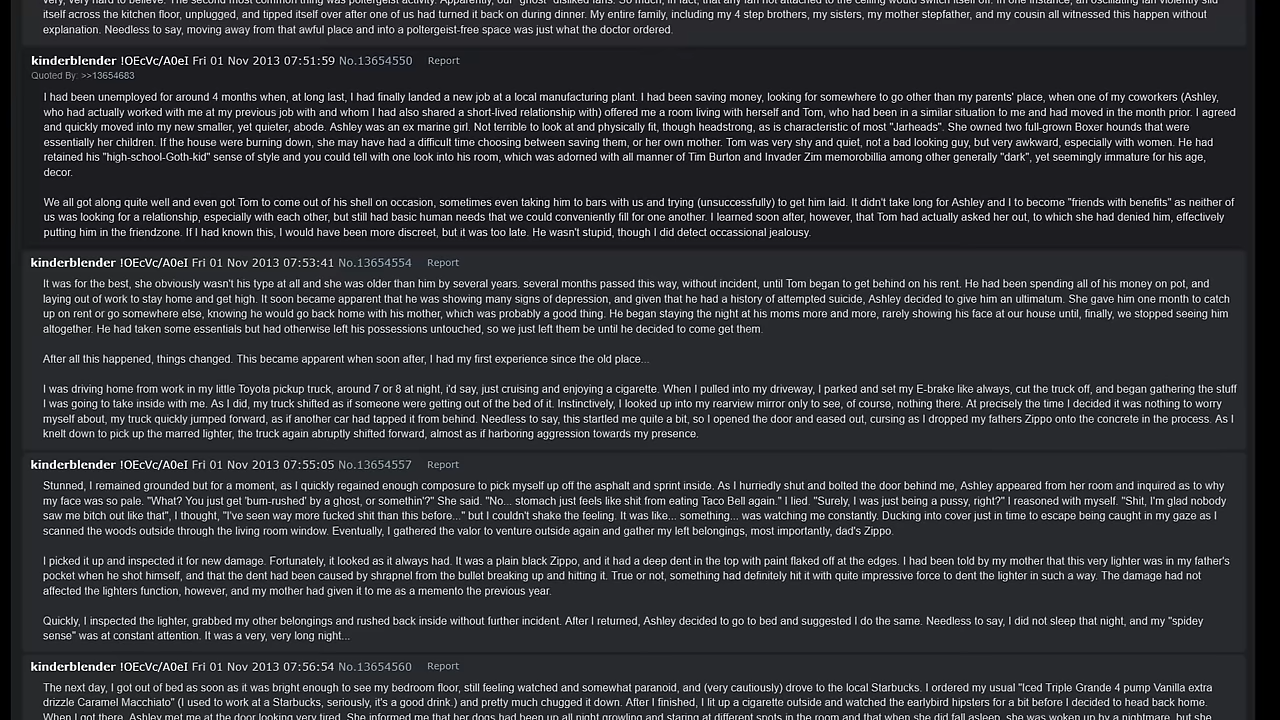 very, very hard to believe. The second most common thing was poltergeist activity. Apparently, our "ghost" disliked fans. So much, in fact, that any fan not attached to the ceiling would switch itself off. In one instance, an oscillating fan violently slid
itself across the kitchen floor, unplugged, and tipped itself over after one of us had turned it back on during dinner. My entire family, including my 4 step brothers, my sisters, my mother stepfather, and my cousin all witnessed this happen without
explanation. Needless to say, moving away from that awful place and into a poltergeist-free space was just what the doctor ordered.
kinderblender !OEcVc/A0eI Fri 01 Nov 2013 07:51:59 No.13654550 Report
Quoted By: >>13654683
I had been unemployed for around 4 months when, at long last, I had finally landed a new job at a local manufacturing plant. I had been saving money, looking for somewhere to go other than my parents' place, when one of my coworkers (Ashley,
who had actually worked with me at my previous job with and whom I had also shared a short-lived relationship with) offered me a room living with herself and Tom, who had been in a similar situation to me and had moved in the month prior. I agreed
and quickly moved into my new smaller, yet quieter, abode. Ashley was an ex marine girl. Not terrible to look at and physically fit, though headstrong, as is characteristic of most "Jarheads". She owned two full-grown Boxer hounds that were
essentially her children. If the house were burning down, she may have had a difficult time choosing between saving them, or her own mother. Tom was very shy and quiet, not a bad looking guy, but very awkward, especially with women. He had
retained his "high-school-Goth-kid" sense of style and you could tell with one look into his room, which was adorned with all manner of Tim Burton and Invader Zim memorobillia among other generally "dark", yet seemingly immature for his age,
decor.
We all got along quite well and even got Tom to come out of his shell on occasion, sometimes even taking him to bars with us and trying (unsuccessfully) to get him laid. It didn't take long for Ashley and I to become "friends with benefits" as neither of
us was looking for a relationship, especially with each other, but still had basic human needs that we could conveniently fill for one another. I learned soon after, however, that Tom had actually asked her out, to which she had denied him, effectively
putting him in the friendzone. If I had known this, I would have been more discreet, but it was too late. He wasn't stupid, though I did detect occassional jealousy.
kinderblender !OEcVc/A0eI Fri 01 Nov 2013 07:53:41 No.13654554 Report
It was for the best, she obviously wasn't his type at all and she was older than him by several years. several months passed this way, without incident, until Tom began to get behind on his rent. He had been spending all of his money on pot, and
laying out of work to stay home and get high. It soon became apparent that he was showing many signs of depression, and given that he had a history of attempted suicide, Ashley decided to give him an ultimatum. She gave him one month to catch
up on rent or go somewhere else, knowing he would go back home with his mother, which was probably a good thing. He began staying the night at his moms more and more, rarely showing his face at our house until, finally, we stopped seeing him
altogether. He had taken some essentials but had otherwise left his possessions untouched, so we just left them be until he decided to come get them.
After all this happened, things changed. This became apparent when soon after, I had my first experience since the old place...
I was driving home from work in my little Toyota pickup truck, around 7 or 8 at night, i'd say, just cruising and enjoying a cigarette. When I pulled into my driveway, I parked and set my E-brake like always, cut the truck off, and began gathering the stuff
I was going to take inside with me. As I did, my truck shifted as if someone were getting out of the bed of it. Instinctively, I looked up into my rearview mirror only to see, of course, nothing there. At precisely the time I decided it was nothing to worry
myself about, my truck quickly jumped forward, as if another car had tapped it from behind. Needless to say, this startled me quite a bit, so I opened the door and eased out, cursing as I dropped my fathers Zippo onto the concrete in the process. As I
knelt down to pick up the marred lighter, the truck again abruptly shifted forward, almost as if harboring aggression towards my presence.
kinderblender !OEcVc/A0eI Fri 01 Nov 2013 07:55:05 No.13654557 Report
Stunned, I remained grounded but for a moment, as I quickly regained enough composure to pick myself up off the asphalt and sprint inside. As I hurriedly shut and bolted the door behind me, Ashley appeared from her room and inquired as to why
my face was so pale. "What? You just get 'bum-rushed' by a ghost, or somethin'?" She said. "No... stomach just feels like shit from eating Taco Bell again." I lied. "Surely, I was just being a pussy, right?" I reasoned with myself. "Shit, I'm glad nobody
saw me bitch out like that", I thought, "I've seen way more fucked shit than this before..." but I couldn't shake the feeling. It was like... something... was watching me constantly. Ducking into cover just in time to escape being caught in my gaze as I
scanned the woods outside through the living room window. Eventually, I gathered the valor to venture outside again and gather my left belongings, most importantly, dad's Zippo.
I picked it up and inspected it for new damage. Fortunately, it looked as it always had. It was a plain black Zippo, and it had a deep dent in the top with paint flaked off at the edges. I had been told by my mother that this very lighter was in my father's
pocket when he shot himself, and that the dent had been caused by shrapnel from the bullet breaking up and hitting it. True or not, something had definitely hit it with quite impressive force to dent the lighter in such a way. The damage had not
affected the lighters function, however, and my mother had given it to me as a memento the previous year.
Quickly, I inspected the lighter, grabbed my other belongings and rushed back inside without further incident. After I returned, Ashley decided to go to bed and suggested I do the same. Needless to say, I did not sleep that night, and my "spidey
sense" was at constant attention. It was a very, very long night...
kinderblender !OEcVc/A0eI Fri 01 Nov 2013 07:56:54 No.13654560 Report
The next day, I got out of bed as soon as it was bright enough to see my bedroom floor, still feeling watched and somewhat paranoid, and (very cautiously) drove to the local Starbucks. I ordered my usual "Iced Triple Grande 4 pump Vanilla extra
drizzle Caramel Macchiato" (I used to work at a Starbucks, seriously, it's a good drink.) and pretty much chugged it down. After I finished, I lit up a cigarette outside and watched the earlybird hipsters for a bit before I decided to head back home.
When I got there, Ashley met me at the door looking very tired. She informed me that her dogs had been up all night growling and staring at different spots in the room and that when she did fall asleep, she was woken up by a nightmare, but she